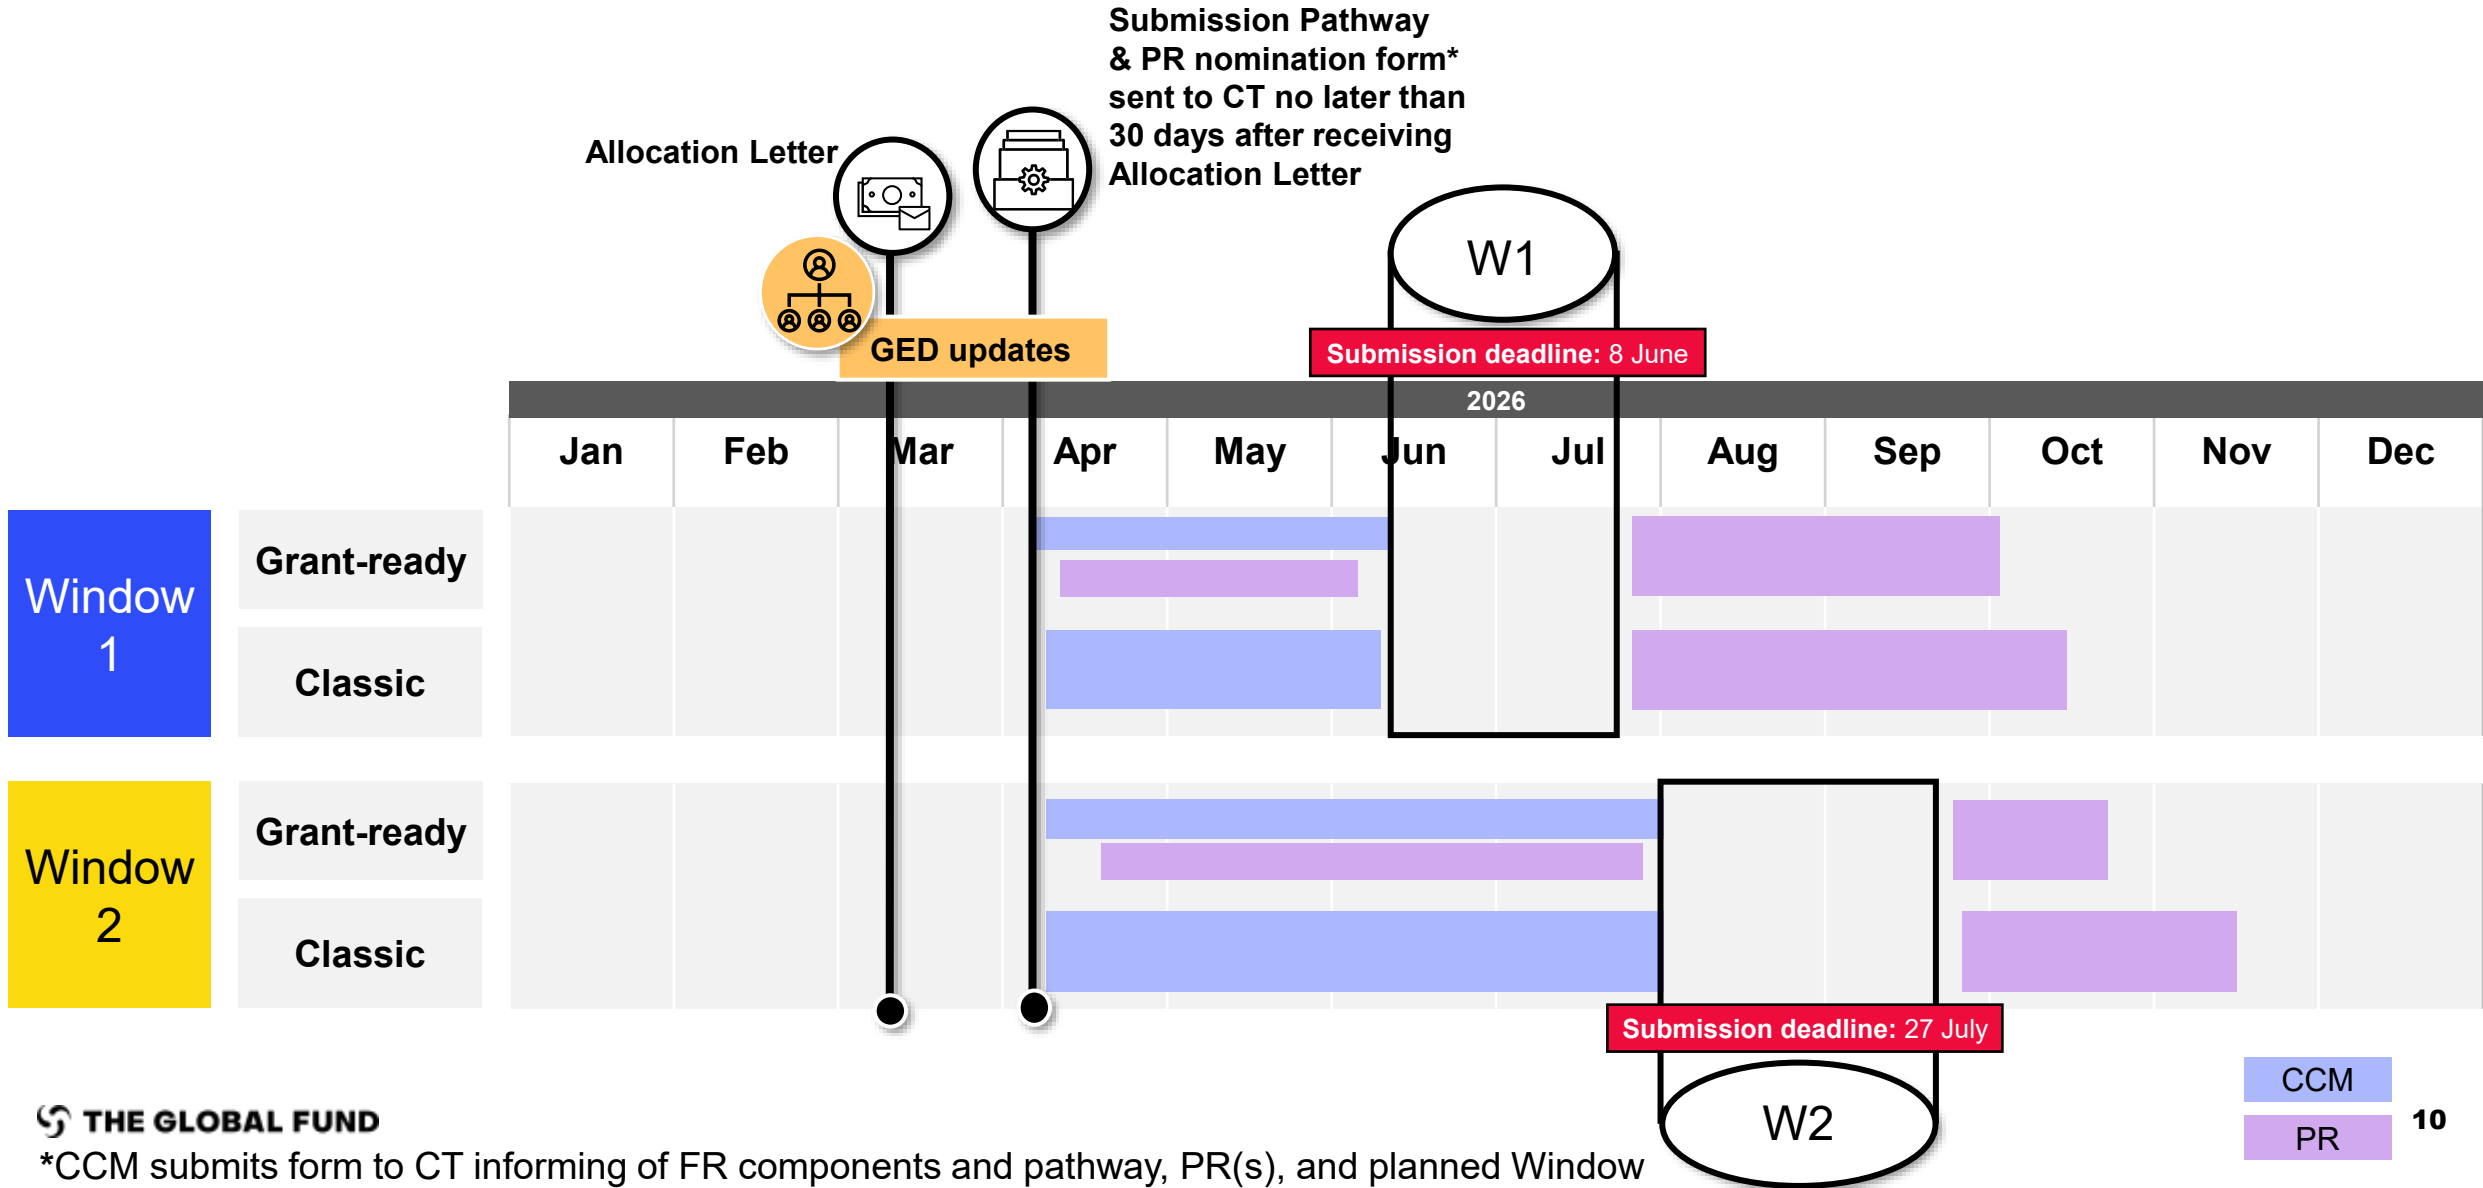 Submission Pathway
& PR nomination form*
sent to CT no later than
30 days after receiving
Allocation Letter
Allocation Letter
W1
GED updates
Submission deadline: 8 June
2026
Jan Feb Mar Apr May Jun Jul Aug Sep Oct Nov Dec
Window
1
Grant-ready
Classic
Window
2
Grant-ready
Classic
Submission deadline: 27 July
W2
CCM
PR
10
THE GLOBAL FUND
*CCM submits form to CT informing of FR components and pathway, PR(s), and planned Window